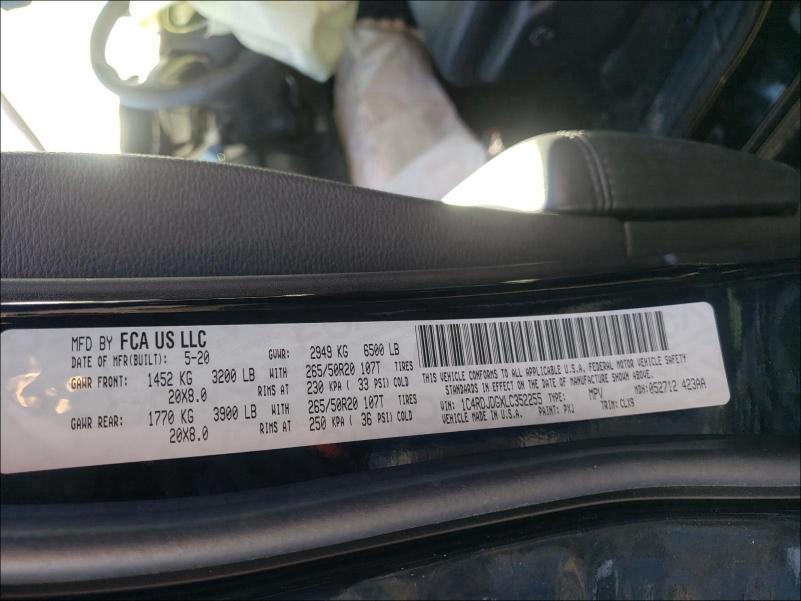 MFD BY FCA US LLC
DATE OF MFR(BUILT): 5-20 GVWR: 2949 KG 6500 LB
GAWR FRONT: 1452 KG 3200 LB WITH 265/50R20 107T TIRES
20X8.0 RIMS AT 230 KPA ( 33 PSI) COLD
GAWR REAR: 1770 KG 3900 LB WITH 265/50R20 107T TIRES
20X8.0 RIMS AT 250 KPA ( 36 PSI) COLD
THIS VEHICLE CONFORMS TO ALL APPLICABLE U.S.A. FEDERAL MOTOR VEHICLE SAFETY
STANDARDS IN EFFECT ON THE DATE OF MANUFACTURE SHOWN ABOVE.
VIN: 1C4RDJDGXLC352255 TYPE: MPV MDH: 052712 423AA
VEHICLE MADE IN U.S.A. PAINT: PXJ TRIM: CLX9